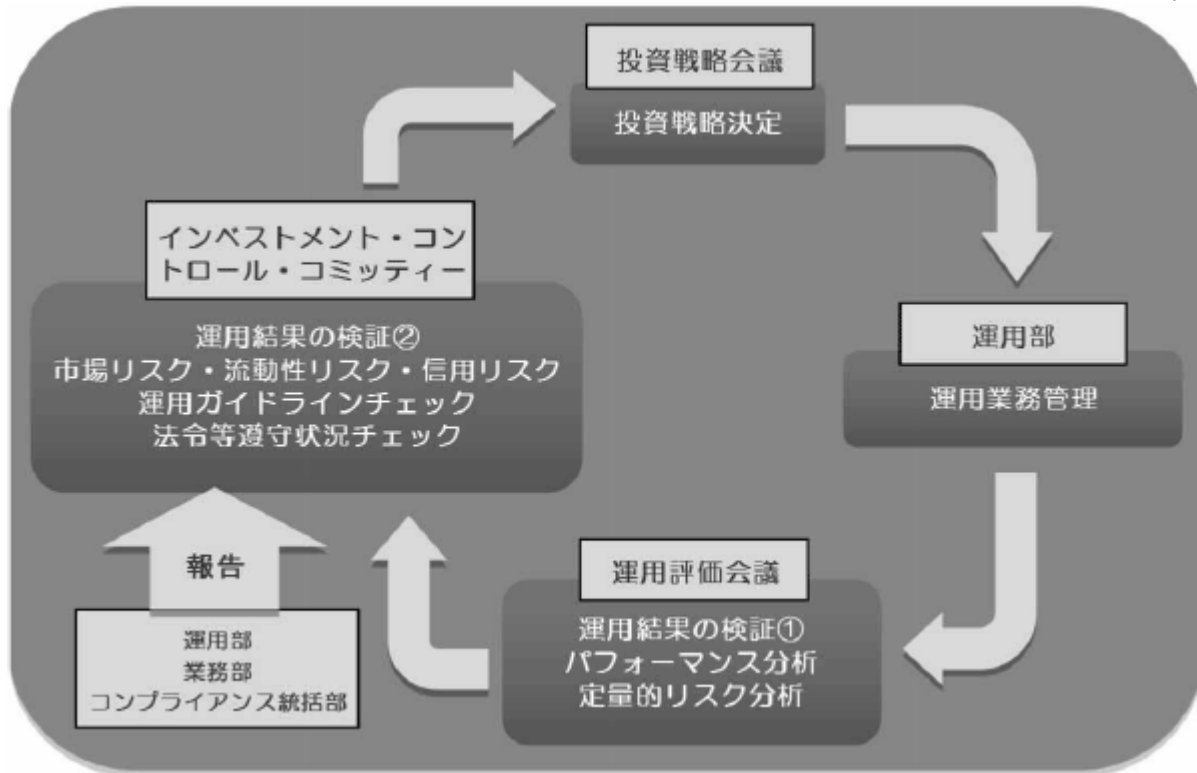 投資戦略会議
投資戦略決定
運用部
運用業務管理
運用評価会議
運用結果の検証①
パフォーマンス分析
定量的リスク分析
インベストメント・コン
トロール・コミッティー
運用結果の検証②
市場リスク・流動性リスク・信用リスク
運用ガイドラインチェック
法令等遵守状況チェック
報告
運用部
業務部
コンプライアンス統括部